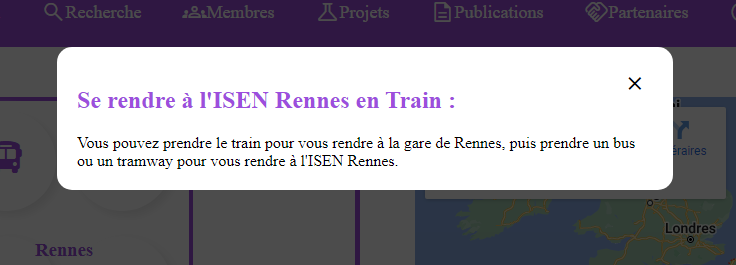 Recherche Membres Projets Publications Partenaires
Se rendre à l'ISEN Rennes en Train :
Vous pouvez prendre le train pour vous rendre à la gare de Rennes, puis prendre un bus
ou un tramway pour vous rendre à l'ISEN Rennes.
Rennes
Londres